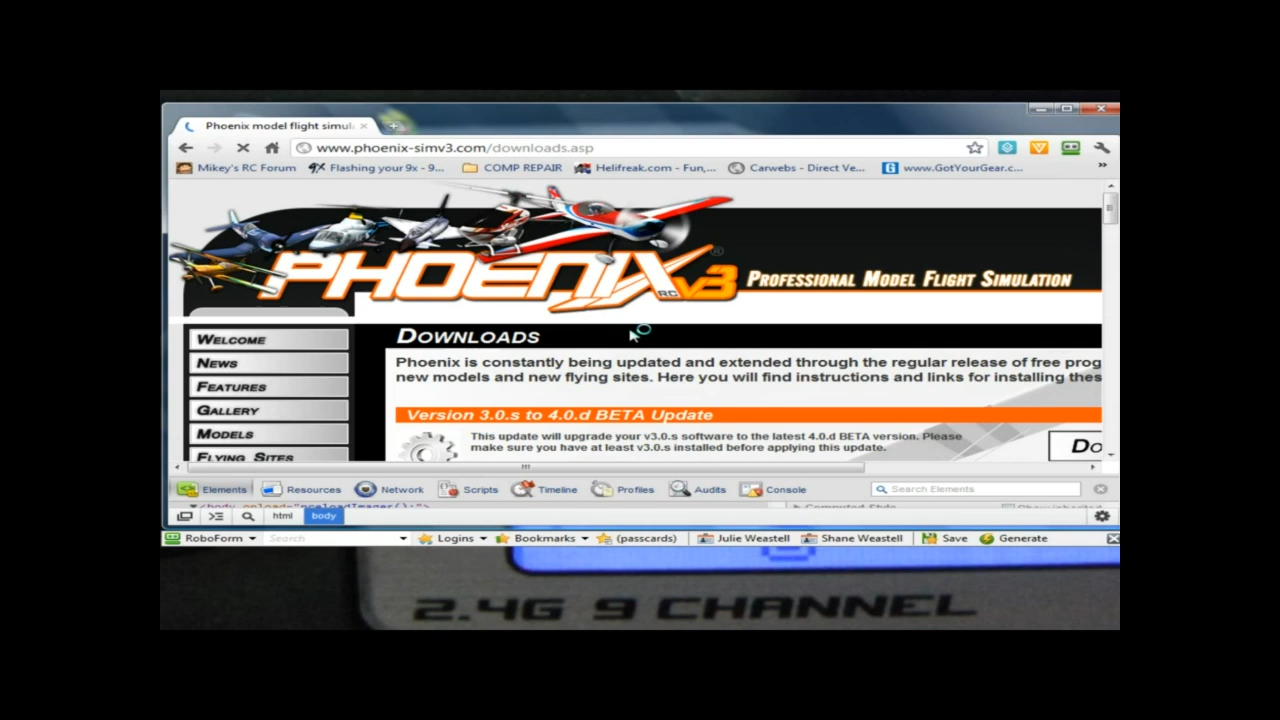 Phoenix model flight simul
www.phoenix-simv3.com/downloads.asp
Mikey's RC Forum
Flashing your 9x - 9...
COMP REPAIR
Helifreak.com - Fun,...
Carwebs - Direct Ve...
www.GotYourGear.c...
»
PHOENIX RC v3 ®
PROFESSIONAL MODEL FLIGHT SIMULATION
WELCOME
NEWS
FEATURES
GALLERY
MODELS
FLYING SITES
DOWNLOADS
Phoenix is constantly being updated and extended through the regular release of free prog
new models and new flying sites. Here you will find instructions and links for installing thes
Version 3.0.s to 4.0.d BETA Update
This update will upgrade your v3.0.s software to the latest 4.0.d BETA version. Please
make sure you have at least v3.0.s installed before applying this update.
Do
Elements Resources Network Scripts Timeline Profiles Audits Console Search Elements
html body
RoboForm Search Logins Bookmarks (passcards) Julie Weastell Shane Weastell Save Generate
2.4G 9 CHANNEL